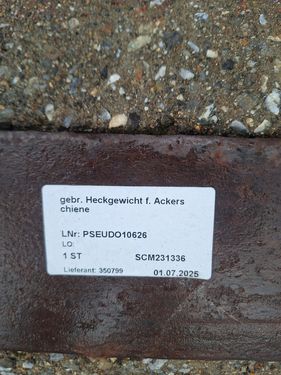 gebr. Heckgewicht f. Ackers
chiene
LNr: PSEUDO10626
LO:
1 ST SCM231336
Lieferant: 350799 01.07.2025